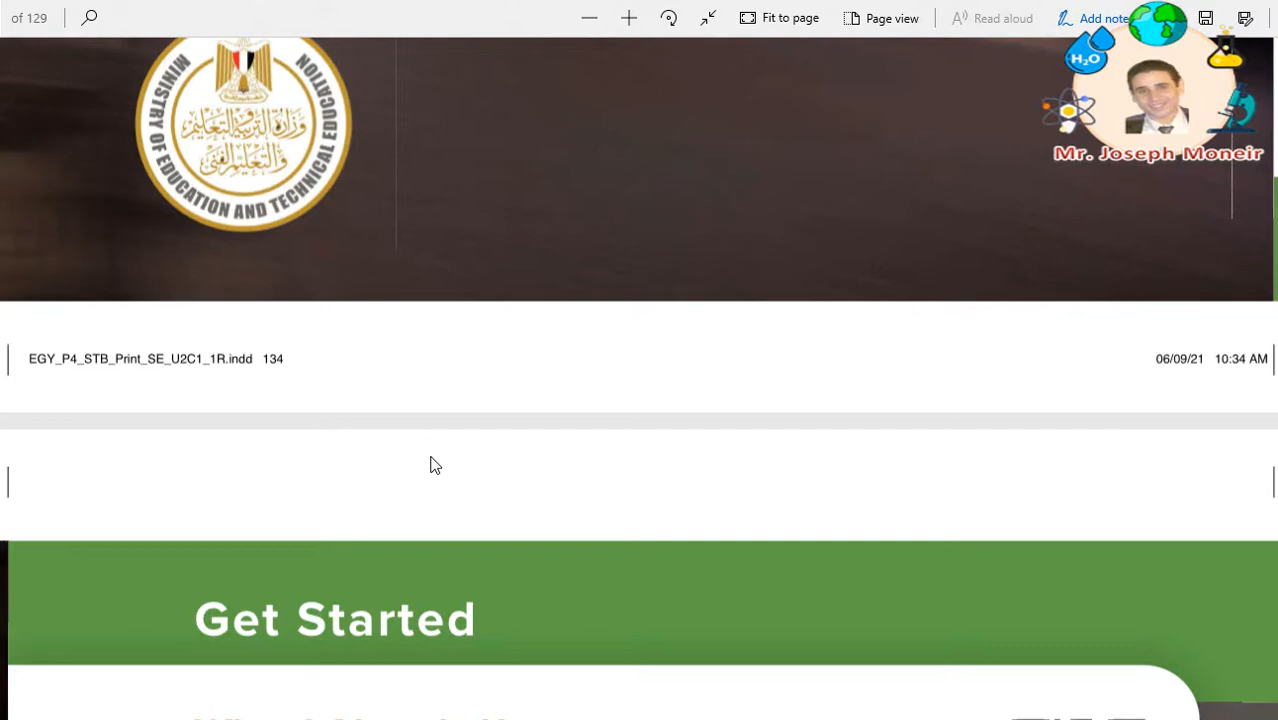 of 129
Fit to page
Page view
Read aloud
Add note
MINISTRY OF EDUCATION AND TECHNICAL EDUCATION
وزارة التربية والتعليم
والتعليم الفنى
H₂O
Mr. Joseph Moneir
EGY_P4_STB_Print_SE_U2C1_1R.indd 134
06/09/21 10:34 AM
Get Started